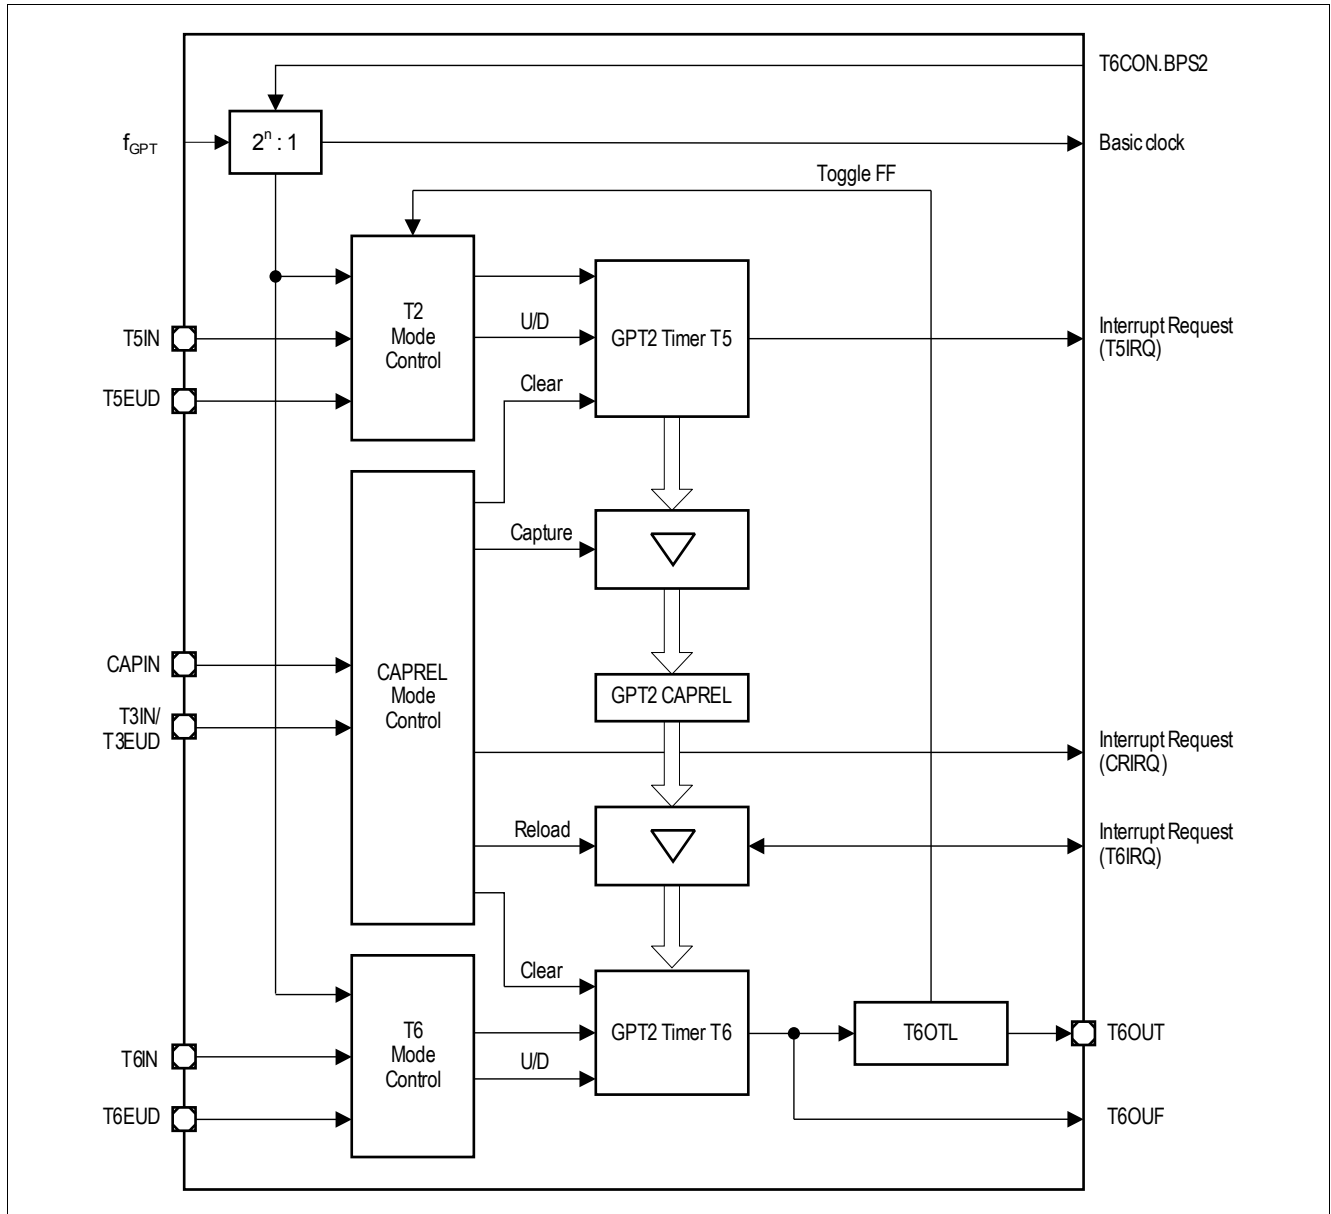 T6CON.BPS2
fGPT
2ⁿ : 1
Basic clock
Toggle FF
T2
Mode
Control
T5IN
T5EUD
U/D
Clear
GPT2 Timer T5
Interrupt Request
(T5IRQ)
Capture
CAPIN
T3IN/
T3EUD
CAPREL
Mode
Control
GPT2 CAPREL
Interrupt Request
(CRIRQ)
Reload
Interrupt Request
(T6IRQ)
Clear
T6
Mode
Control
U/D
GPT2 Timer T6
T6OTL
T6OUT
T6IN
T6EUD
T6OUF